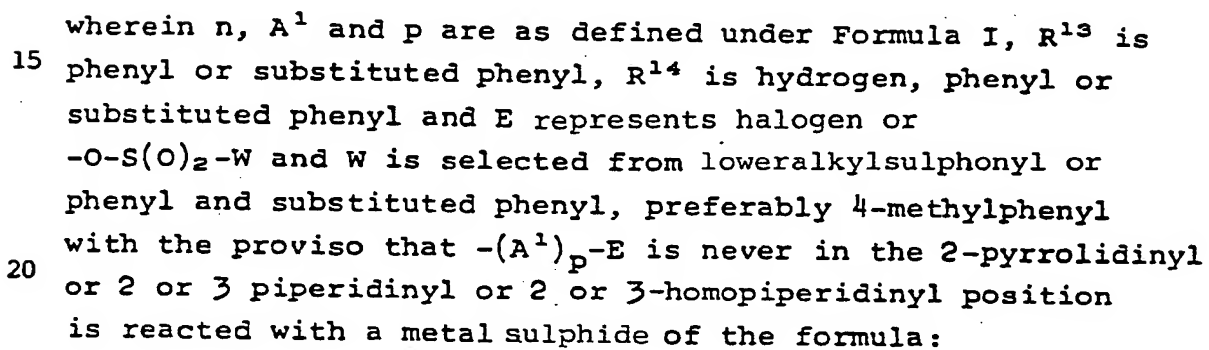 wherein n, A¹ and p are as defined under Formula I, R¹³ is
15 phenyl or substituted phenyl, R¹⁴ is hydrogen, phenyl or
substituted phenyl and E represents halogen or
-O-S(O)₂-W and W is selected from loweralkylsulphonyl or
phenyl and substituted phenyl, preferably 4-methylphenyl
with the proviso that -(A¹)ₚ-E is never in the 2-pyrrolidinyl
20 or 2 or 3 piperidinyl or 2 or 3-homopiperidinyl position
is reacted with a metal sulphide of the formula: